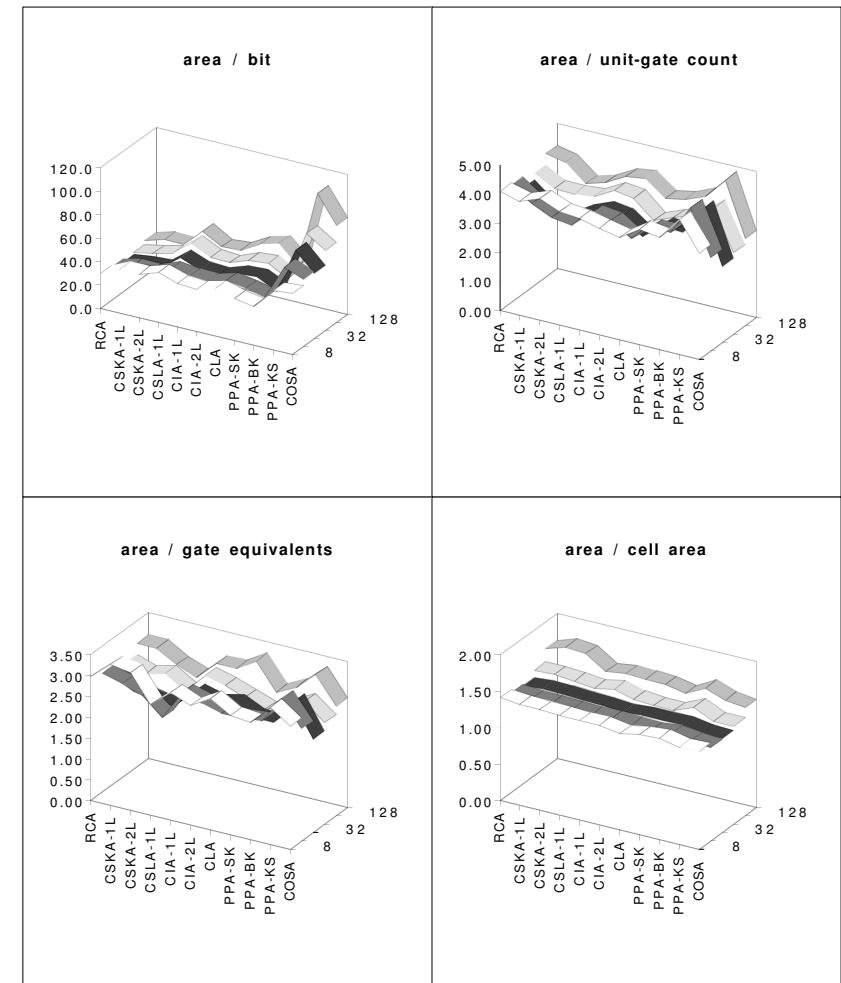 area / bit
120.0
100.0
80.0
60.0
40.0
20.0
0.0
RCA
CSKA-1L
CSKA-2L
CSLA-1L
CIA-1L
CIA-2L
CLA
PPA-SK
PPA-BK
PPA-KS
COSA
8
32
128
area / unit-gate count
5.00
4.00
3.00
2.00
1.00
0.00
RCA
CSKA-1L
CSKA-2L
CSLA-1L
CIA-1L
CIA-2L
CLA
PPA-SK
PPA-BK
PPA-KS
COSA
8
32
128
area / gate equivalents
3.50
3.00
2.50
2.00
1.50
1.00
0.50
0.00
RCA
CSKA-1L
CSKA-2L
CSLA-1L
CIA-1L
CIA-2L
CLA
PPA-SK
PPA-BK
PPA-KS
COSA
8
32
128
area / cell area
2.00
1.50
1.00
0.50
0.00
RCA
CSKA-1L
CSKA-2L
CSLA-1L
CIA-1L
CIA-2L
CLA
PPA-SK
PPA-BK
PPA-KS
COSA
8
32
128